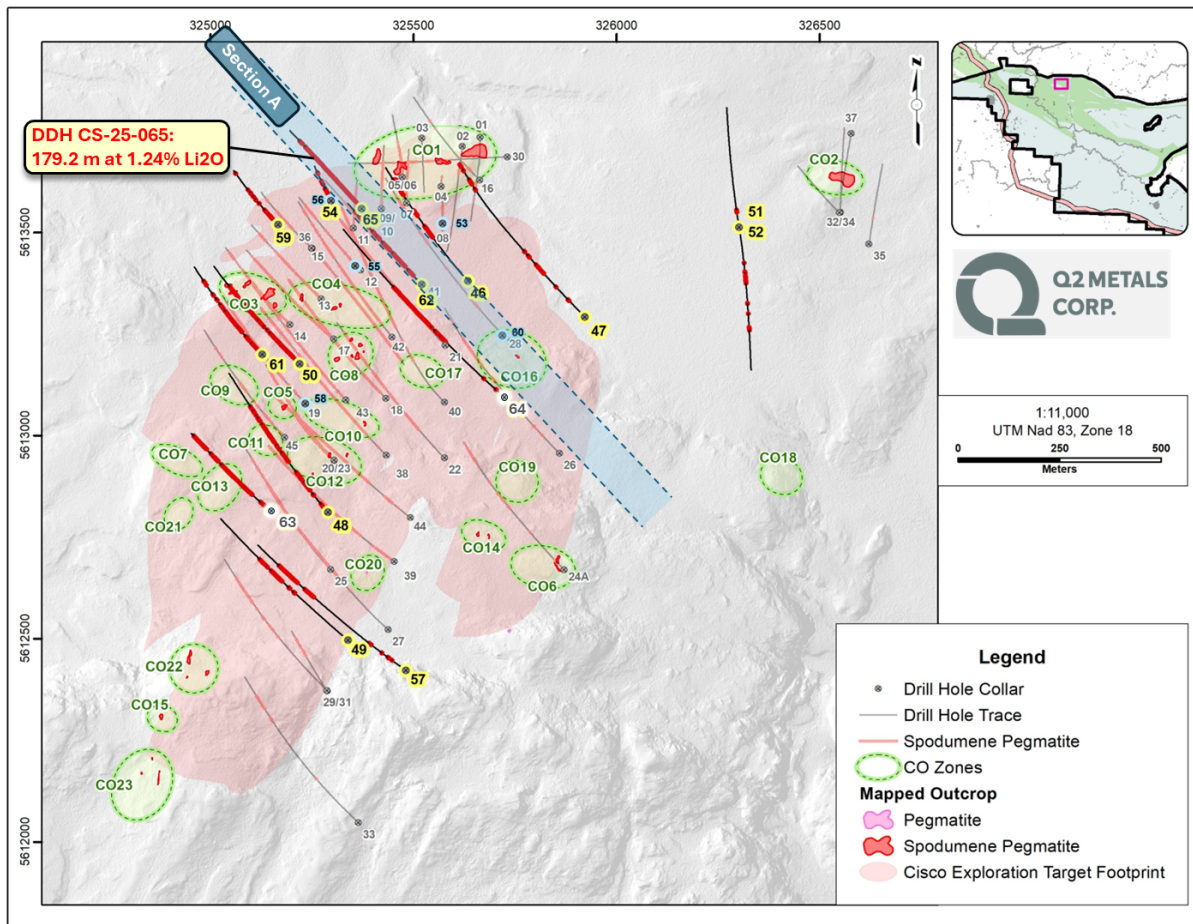 325000
325500
326000
326500
5613500
5613000
5612500
5612000
Section A
DDH CS-25-065:
179.2 m at 1.24% Li2O
N
01
02
03
CO1
30
16
05/06
04
07
08
53
09/
10
56
54
65
11
55
12
59
36
15
CO4
CO3
13
14
17
CO8
42
41
62
46
47
21
60
28
CO16
CO17
40
64
61
50
CO9
CO5
58
19
43
18
CO10
CO11
45
20/23
CO12
38
22
CO7
CO13
CO21
63
48
44
CO19
26
CO18
CO14
CO6
24A
CO20
25
39
27
49
57
29/31
CO22
CO15
CO23
33
51
52
37
CO2
32/34
35
Q2 METALS
CORP.
1:11,000
UTM Nad 83, Zone 18
0 250 500
Meters
Legend
Drill Hole Collar
Drill Hole Trace
Spodumene Pegmatite
CO Zones
Mapped Outcrop
Pegmatite
Spodumene Pegmatite
Cisco Exploration Target Footprint